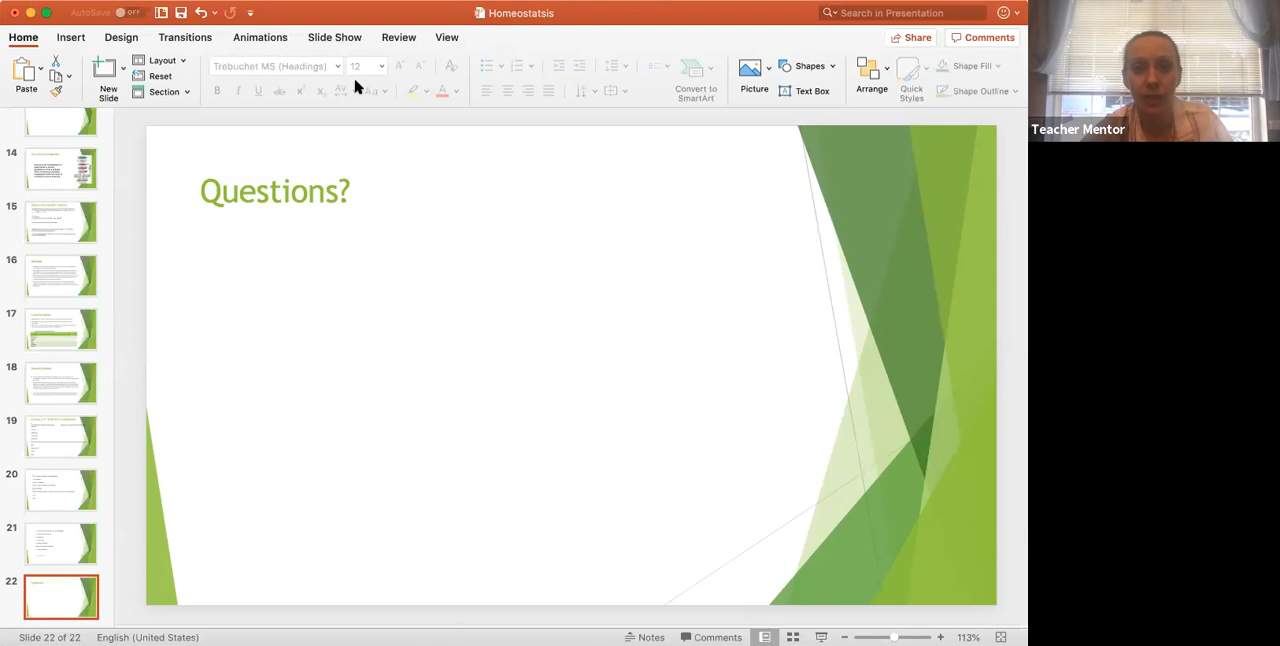 AutoSave OFF
Homeostatsis
Search in Presentation
Home Insert Design Transitions Animations Slide Show Review View
Share Comments
Paste
New Slide
Layout
Reset
Section
Trebuchet MS (Headings) 12
Convert to SmartArt
Picture
Shapes
Text Box
Arrange
Quick Styles
Shape Fill
Shape Outline
Teacher Mentor
14
15
16
17
18
19
20
21
22
Questions?
Slide 22 of 22 English (United States)
Notes Comments 113%